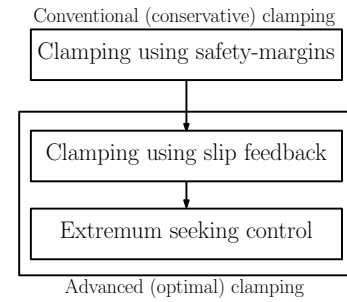 Conventional (conservative) clamping
Clamping using safety-margins
Clamping using slip feedback
Extremum seeking control
Advanced (optimal) clamping